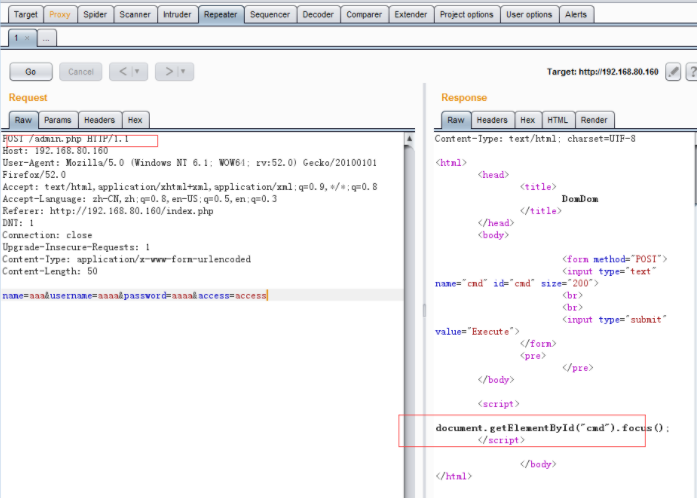 Target Proxy Spider Scanner Intruder Repeater Sequencer Decoder Comparer Extender Project options User options Alerts
1 × ...
Go Cancel < | ▾ > | ▾ Target: http://192.168.80.160 ?
Request
Raw Params Headers Hex
POST /admin.php HTTP/1.1
Host: 192.168.80.160
User-Agent: Mozilla/5.0 (Windows NT 6.1; WOW64; rv:52.0) Gecko/20100101
Firefox/52.0
Accept: text/html,application/xhtml+xml,application/xml;q=0.9,*/*;q=0.8
Accept-Language: zh-CN,zh;q=0.8,en-US;q=0.5,en;q=0.3
Referer: http://192.168.80.160/index.php
DNT: 1
Connection: close
Upgrade-Insecure-Requests: 1
Content-Type: application/x-www-form-urlencoded
Content-Length: 50
name=aaa&username=aaaa&password=aaaa&access=access
Response
Raw Headers Hex HTML Render
Content-Type: text/html; charset=UTF-8
<html>
<head>
<title>
DomDom
</title>
</head>
<body>
<form method="POST">
<input type="text"
name="cmd" id="cmd" size="200">
<br>
<br>
<input type="submit"
value="Execute">
</form>
<pre>
</pre>
</body>
<script>
document.getElementById("cmd").focus();
</script>
</body>
</html>